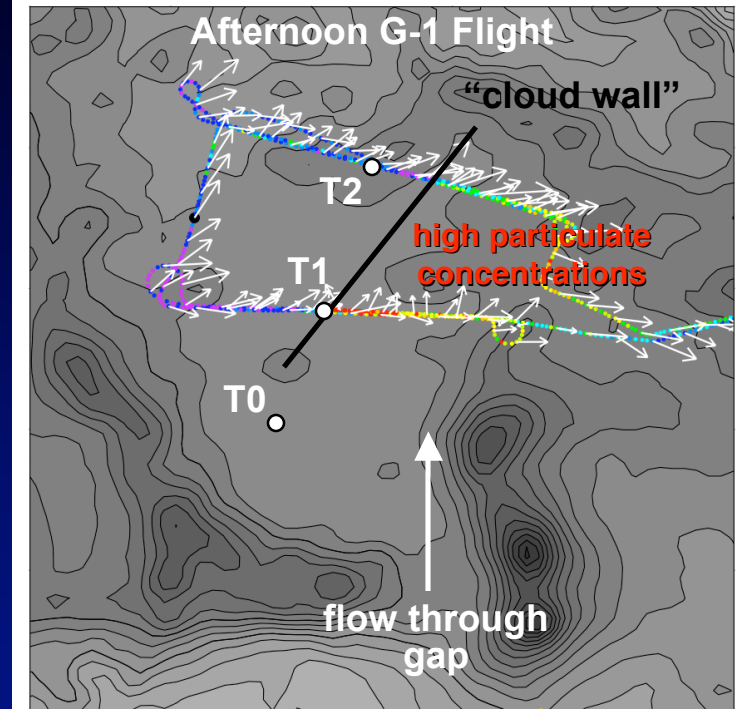 Afternoon G-1 Flight
“cloud wall”
T2
high particulate
concentrations
T1
T0
flow through
gap